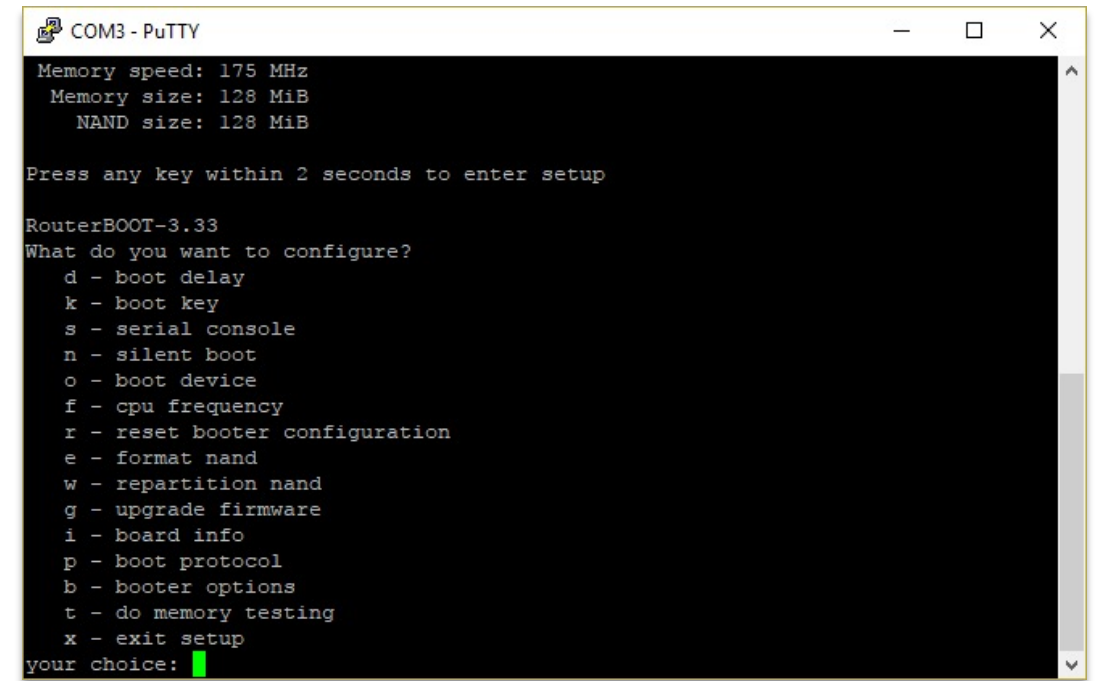 COM3 - PuTTY
Memory speed: 175 MHz
Memory size: 128 MiB
NAND size: 128 MiB
Press any key within 2 seconds to enter setup
RouterBOOT-3.33
What do you want to configure?
d - boot delay
k - boot key
s - serial console
n - silent boot
o - boot device
f - cpu frequency
r - reset booter configuration
e - format nand
w - repartition nand
g - upgrade firmware
i - board info
p - boot protocol
b - booter options
t - do memory testing
x - exit setup
your choice: